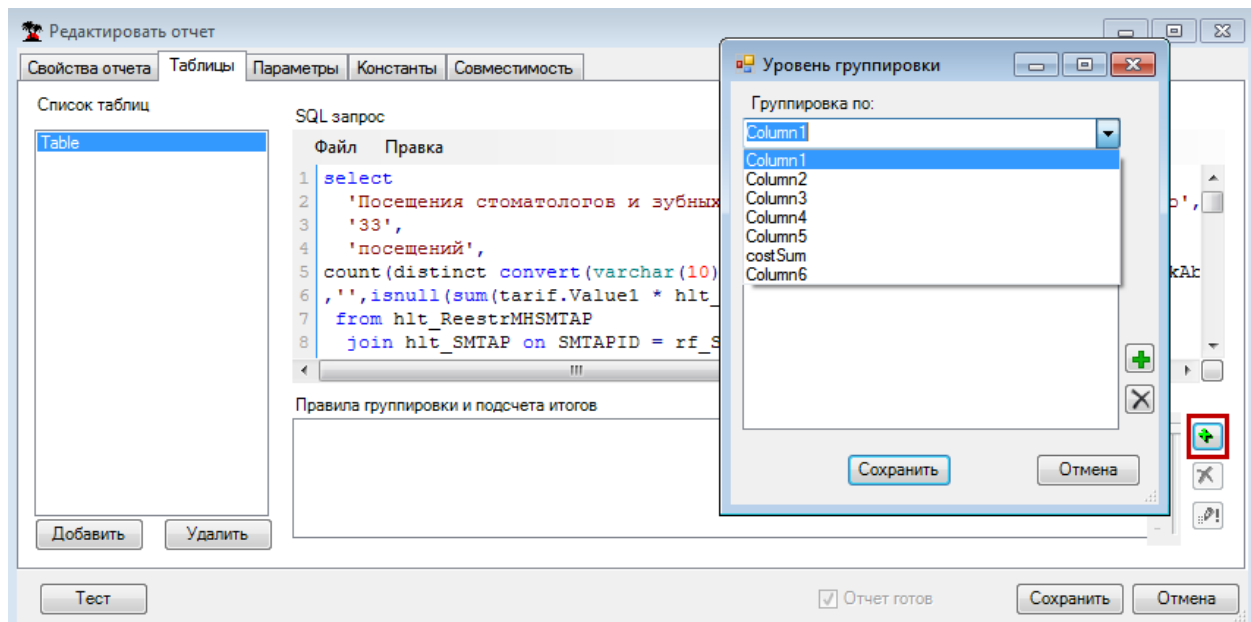 Редактировать отчет
Свойства отчета Таблицы Параметры Константы Совместимость
Список таблиц
Table
Добавить Удалить
SQL запрос
Файл Правка
1 select
2 'Посещения стоматологов и зубных о',
3 '33',
4 'посещений',
5 count(distinct convert(varchar(10) kAb
6 ,'',isnull(sum(tarif.Value1 * hlt_
7 from hlt_ReestrMHSMTAP
8 join hlt_SMTAP on SMTAPID = rf_S
Правила группировки и подсчета итогов
Уровень группировки
Группировка по:
Column1
Column1
Column2
Column3
Column4
Column5
costSum
Column6
Сохранить Отмена
Тест Отчет готов Сохранить Отмена